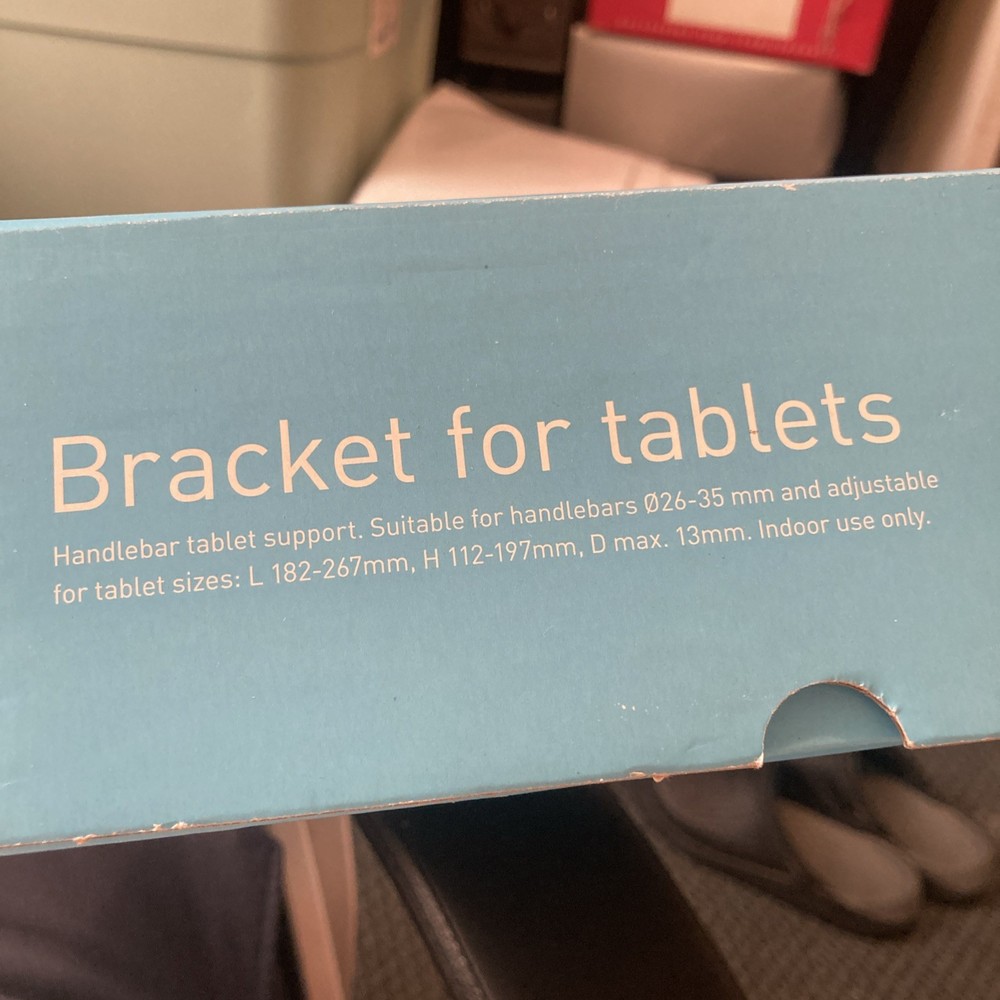 Bracket for tablets
Handlebar tablet support. Suitable for handlebars Ø26-35 mm and adjustable
for tablet sizes: L 182-267mm, H 112-197mm, D max. 13mm. Indoor use only.